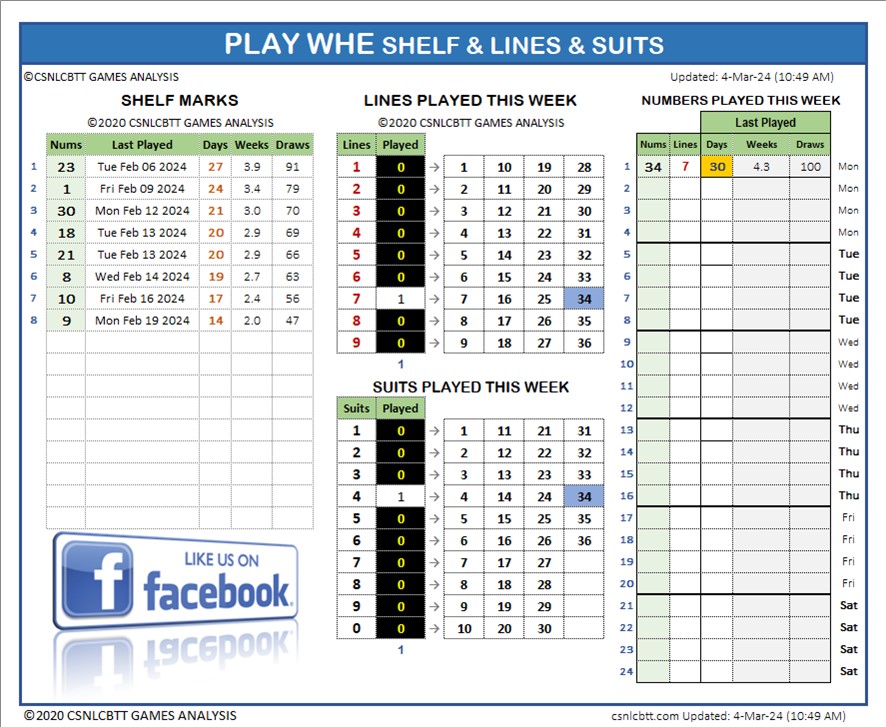 PLAY WHE SHELF & LINES & SUITS
©CSNLCBTT GAMES ANALYSIS
Updated: 4-Mar-24 (10:49 AM)
SHELF MARKS
©2020 CSNLCBTT GAMES ANALYSIS
Nums Last Played Days Weeks Draws
1 23 Tue Feb 06 2024 27 3.9 91
2 1 Fri Feb 09 2024 24 3.4 79
3 30 Mon Feb 12 2024 21 3.0 70
4 18 Tue Feb 13 2024 20 2.9 69
5 21 Tue Feb 13 2024 20 2.9 66
6 8 Wed Feb 14 2024 19 2.7 63
7 10 Fri Feb 16 2024 17 2.4 56
8 9 Mon Feb 19 2024 14 2.0 47
LIKE US ON
facebook.
LINES PLAYED THIS WEEK
©2020 CSNLCBTT GAMES ANALYSIS
Lines Played
1 0 → 1 10 19 28
2 0 → 2 11 20 29
3 0 → 3 12 21 30
4 0 → 4 13 22 31
5 0 → 5 14 23 32
6 0 → 6 15 24 33
7 1 → 7 16 25 34
8 0 → 8 17 26 35
9 0 → 9 18 27 36
1
SUITS PLAYED THIS WEEK
Suits Played
1 0 → 1 11 21 31
2 0 → 2 12 22 32
3 0 → 3 13 23 33
4 1 → 4 14 24 34
5 0 → 5 15 25 35
6 0 → 6 16 26 36
7 0 → 7 17 27
8 0 → 8 18 28
9 0 → 9 19 29
0 0 → 10 20 30
1
NUMBERS PLAYED THIS WEEK
Last Played
Nums Lines Days Weeks Draws
1 34 7 30 4.3 100 Mon
2 Mon
3 Mon
4 Mon
5 Tue
6 Tue
7 Tue
8 Tue
9 Wed
10 Wed
11 Wed
12 Wed
13 Thu
14 Thu
15 Thu
16 Thu
17 Fri
18 Fri
19 Fri
20 Fri
21 Sat
22 Sat
23 Sat
24 Sat
©2020 CSNLCBTT GAMES ANALYSIS
csnlcbtt.com Updated: 4-Mar-24 (10:49 AM)